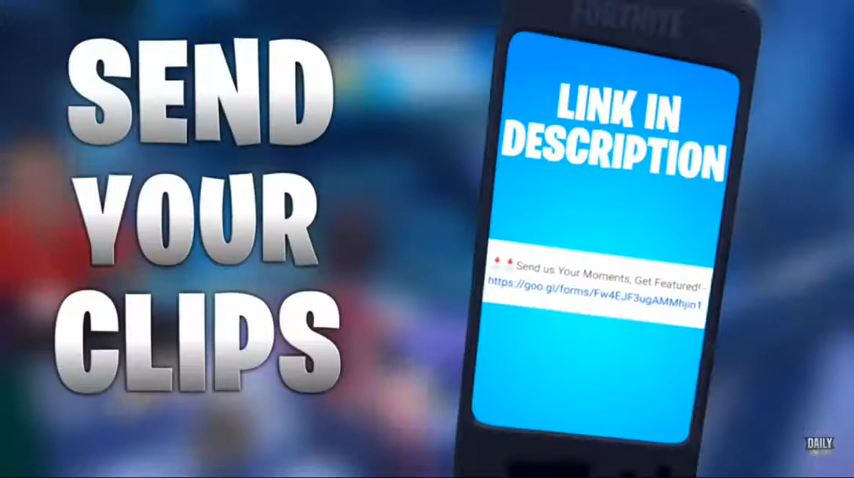 SEND
YOUR
CLIPS
FORTNITE
LINK IN
DESCRIPTION
Send us Your Moments, Get Featured! -
https://goo.gl/forms/Fw4EJF3ugAMMhjin1
DAILY